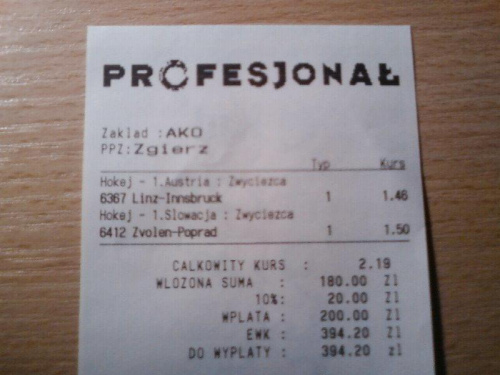 PROFESJONAŁ
Zaklad :AKO
PPZ:Zgierz
Typ Kurs
Hokej - 1.Austria : Zwyciezca
6367 Linz-Innsbruck 1 1.46
Hokej - 1.Slowacja : Zwyciezca
6412 Zvolen-Poprad 1 1.50
CALKOWITY KURS : 2.19
WLOZONA SUMA : 180.00 Zl
10%: 20.00 Zl
WPLATA : 200.00 Zl
EWK : 394.20 Zl
DO WYPLATY : 394.20 zl